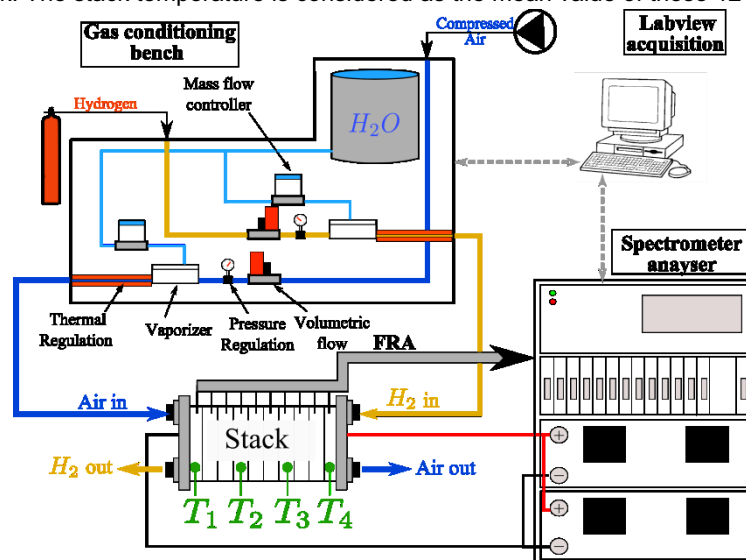 The stack temperature is considered as the mean value of these 12
Gas conditioning
bench
Compressed
Air
Labview
acquisition
Mass flow
controller
Hydrogen
H₂O
Spectrometer
anayser
Thermal
Regulation
Vaporizer
Pressure
Regulation
Volumetric
flow
FRA
Air in
H₂ in
Stack
H₂ out
Air out
T₁ T₂ T₃ T₄
+
−
+
−